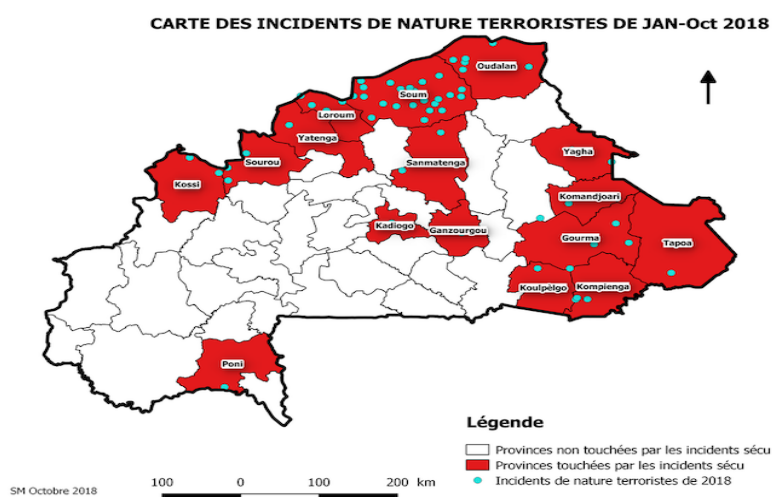 CARTE DES INCIDENTS DE NATURE TERRORISTES DE JAN-Oct 2018
Oudalan
Soum
Loroum
Yatenga
Yagha
Sourou
Sanmatenga
Kossi
Komandjoari
Kadiogo
Ganzourgou
Gourma
Tapoa
Koulpélgo
Kompienga
Poni
Légende
Provinces non touchées par les incidents sécu
Provinces touchées par les incidents sécu
Incidents de nature terroristes de 2018
SM Octobre 2018
100 0 100 200 km